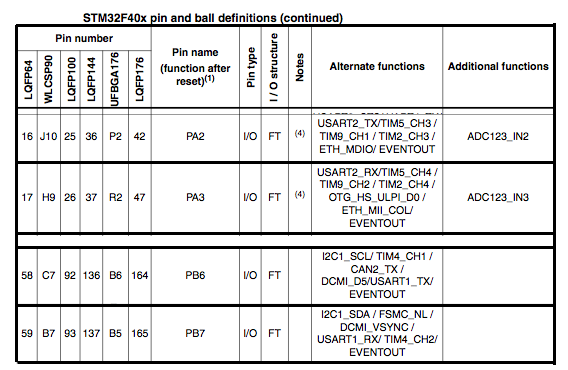 STM32F40x pin and ball definitions (continued)
Pin number
LQFP64
WLCSP90
LQFP100
LQFP144
UFBGA176
LQFP176
Pin name
(function after
reset)(1)
Pin type
I / O structure
Notes
Alternate functions
Additional functions
16 J10 25 36 P2 42 PA2 I/O FT (4)
USART2_TX/TIM5_CH3 /
TIM9_CH1 / TIM2_CH3 /
ETH_MDIO/ EVENTOUT
ADC123_IN2
17 H9 26 37 R2 47 PA3 I/O FT (4)
USART2_RX/TIM5_CH4 /
TIM9_CH2 / TIM2_CH4 /
OTG_HS_ULPI_D0 /
ETH_MII_COL/
EVENTOUT
ADC123_IN3
58 C7 92 136 B6 164 PB6 I/O FT
I2C1_SCL/ TIM4_CH1 /
CAN2_TX /
DCMI_D5/USART1_TX/
EVENTOUT
59 B7 93 137 B5 165 PB7 I/O FT
I2C1_SDA / FSMC_NL /
DCMI_VSYNC /
USART1_RX/ TIM4_CH2/
EVENTOUT